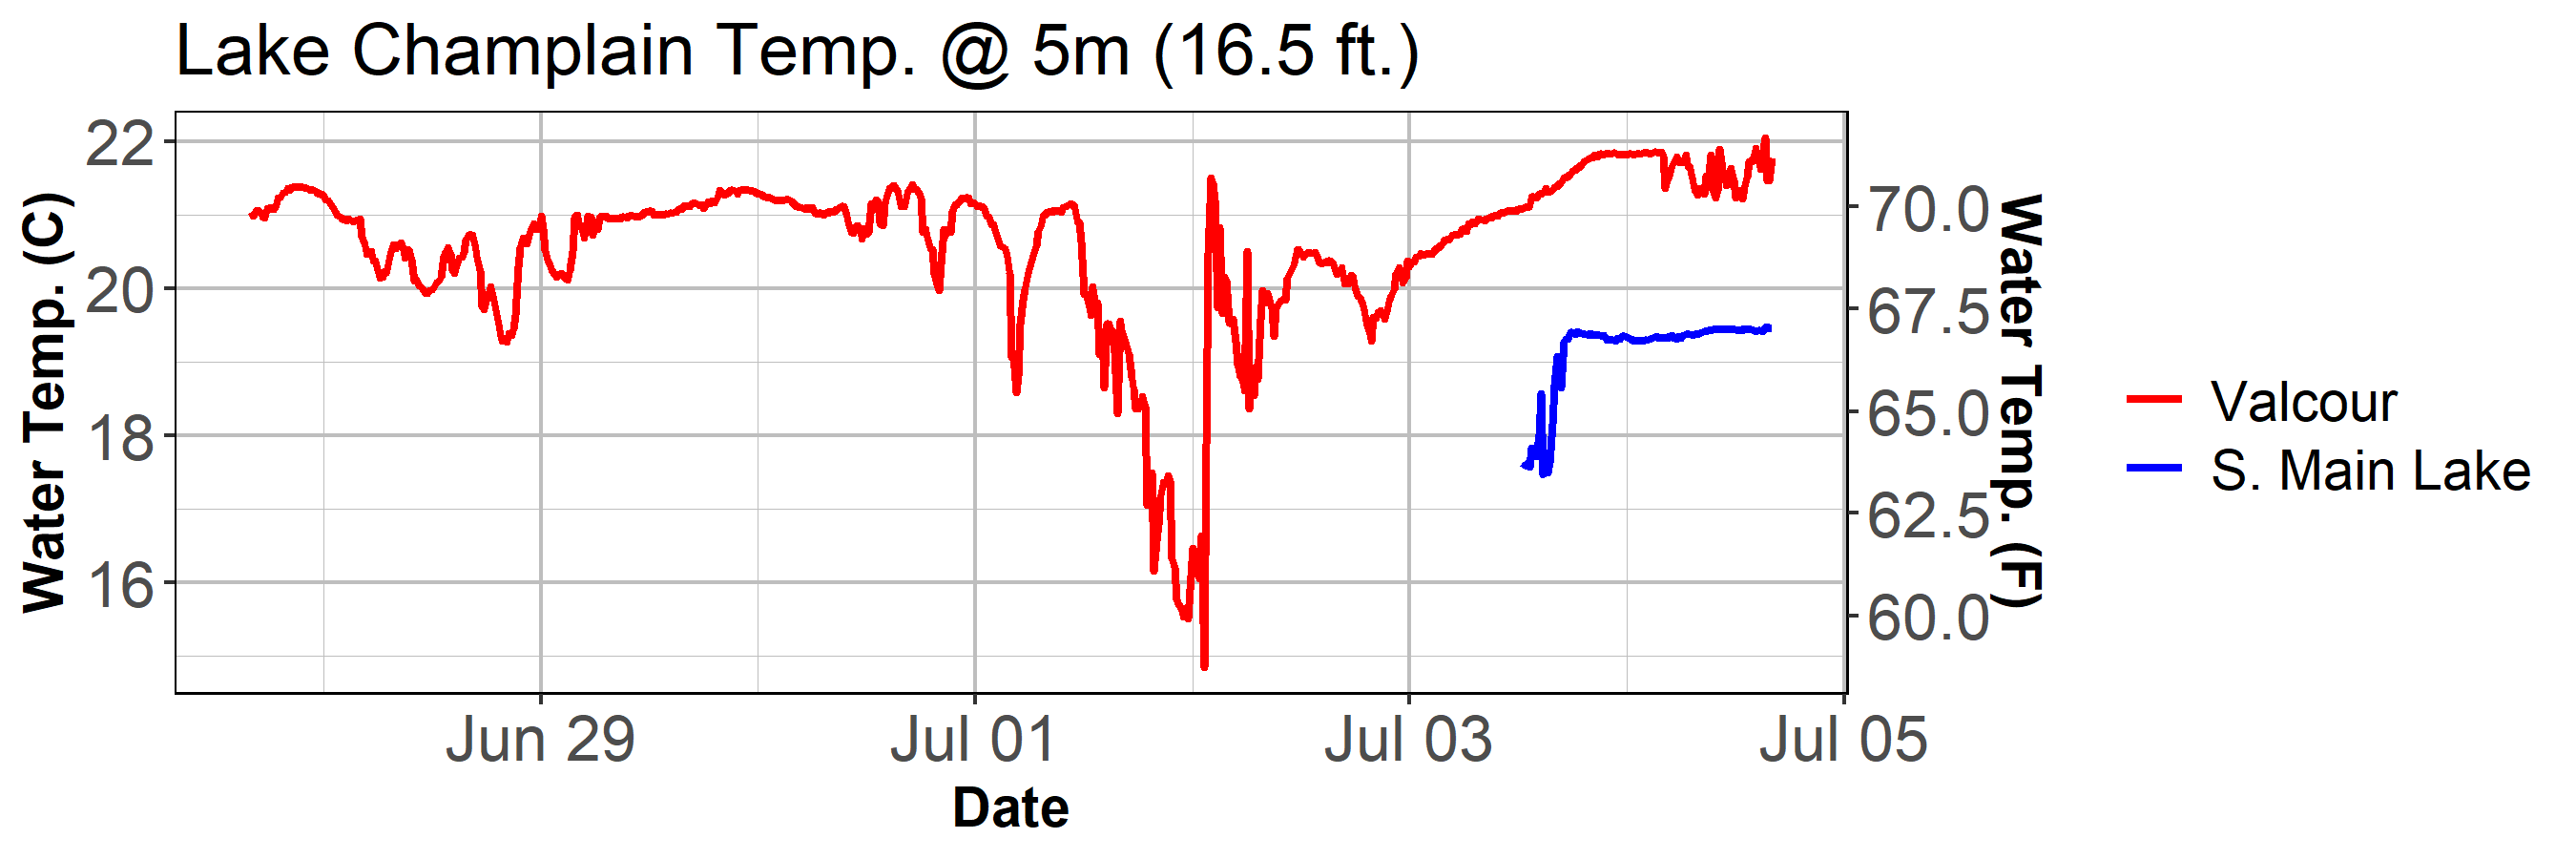 Lake Champlain Temp. @ 5m (16.5 ft.)
Water Temp. (C)
22
20
18
16
70.0
67.5
65.0
62.5
60.0
Water Temp. (F)
Jun 29
Jul 01
Jul 03
Jul 05
Date
Valcour
S. Main Lake